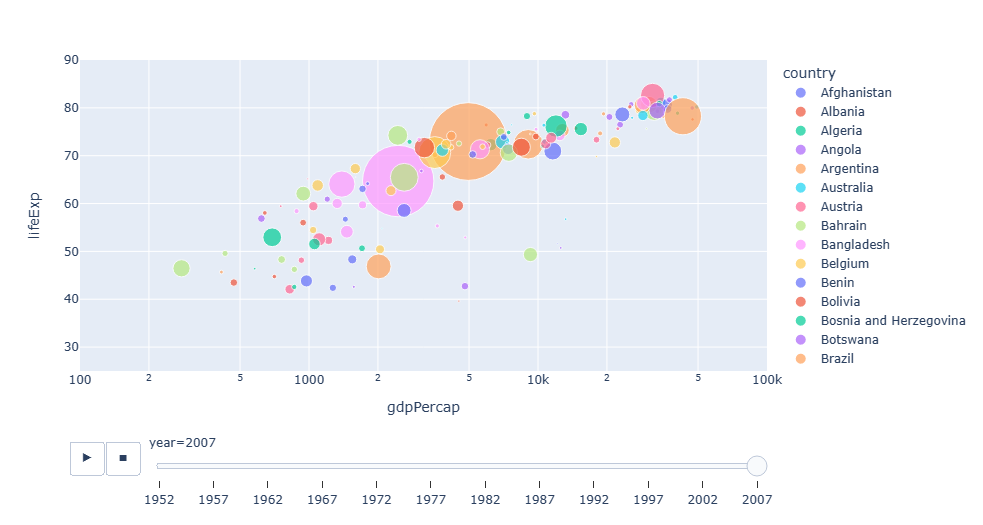 90
80
70
60
50
40
30
lifeExp
100 2 5 1000 2 5 10k 2 5 100k
gdpPercap
country
Afghanistan
Albania
Algeria
Angola
Argentina
Australia
Austria
Bahrain
Bangladesh
Belgium
Benin
Bolivia
Bosnia and Herzegovina
Botswana
Brazil
year=2007
1952 1957 1962 1967 1972 1977 1982 1987 1992 1997 2002 2007